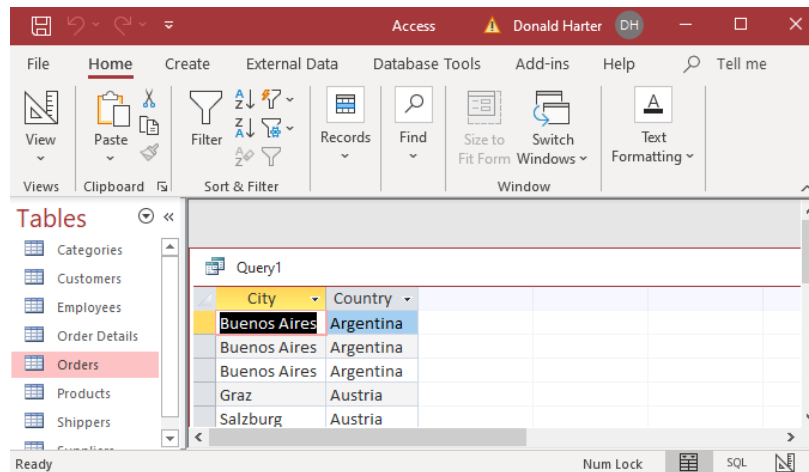 Access Donald Harter DH
File Home Create External Data Database Tools Add-ins Help Tell me
View Paste Filter Records Find Size to Fit Form Switch Windows Text Formatting
Views Clipboard Sort & Filter Window
Tables
Categories
Customers
Employees
Order Details
Orders
Products
Shippers
Suppliers
Query1
City Country
Buenos Aires Argentina
Buenos Aires Argentina
Buenos Aires Argentina
Graz Austria
Salzburg Austria
Ready Num Lock SQL